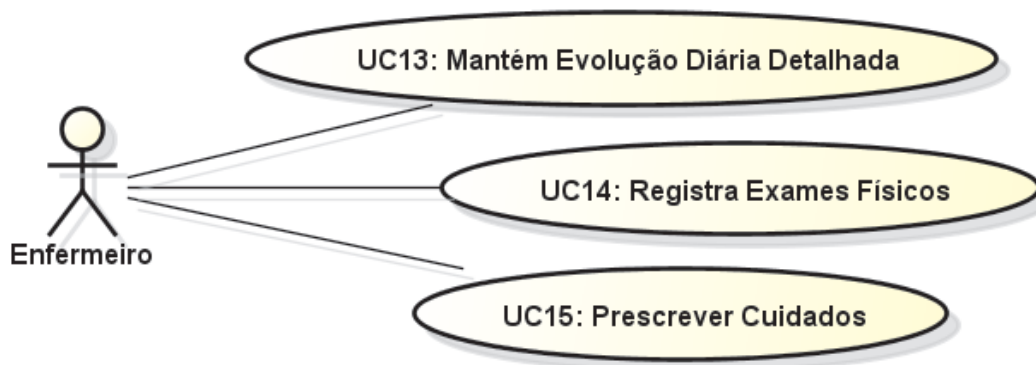 UC13: Mantém Evolução Diária Detalhada
UC14: Registra Exames Físicos
Enfermeiro
UC15: Prescrever Cuidados